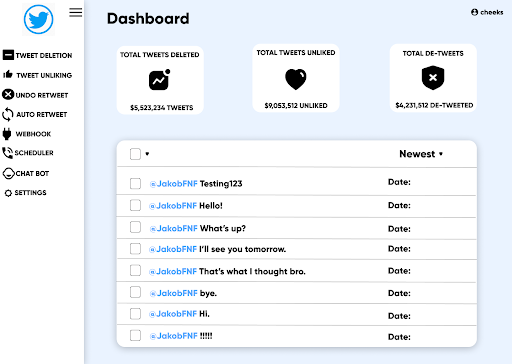 Dashboard
cheeks
TWEET DELETION
TWEET UNLIKING
UNDO RETWEET
AUTO RETWEET
WEBHOOK
SCHEDULER
CHAT BOT
SETTINGS
TOTAL TWEETS DELETED
$5,523,234 TWEETS
TOTAL TWEETS UNLIKED
$9,053,512 UNLIKED
TOTAL DE-TWEETS
$4,231,512 DE-TWEETED
Newest
@JakobFNF Testing123 Date:
@JakobFNF Hello! Date:
@JakobFNF What's up? Date:
@JakobFNF I'll see you tomorrow. Date:
@JakobFNF That's what I thought bro. Date:
@JakobFNF bye. Date:
@JakobFNF Hi. Date:
@JakobFNF !!!!! Date: